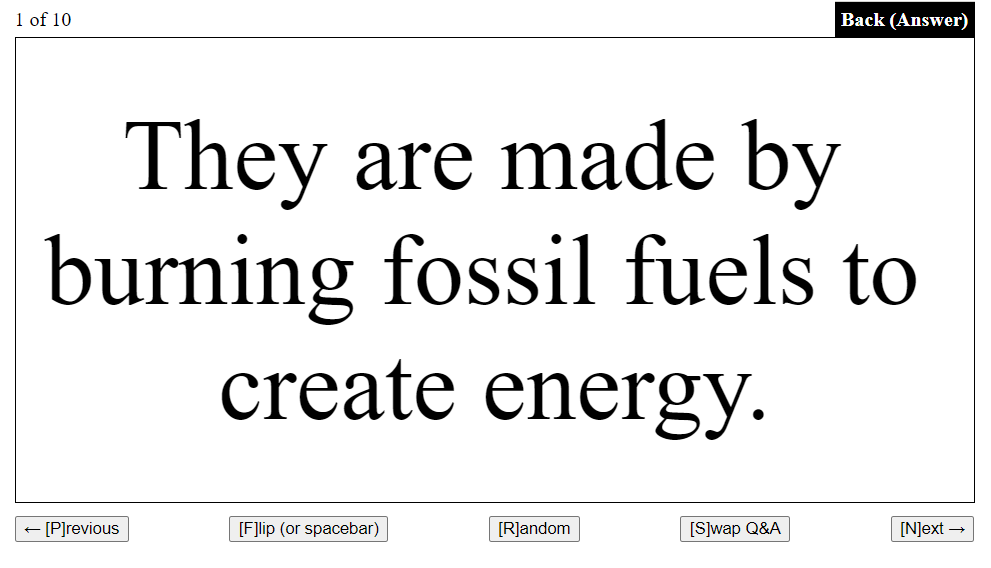 1 of 10
Back (Answer)
They are made by
burning fossil fuels to
create energy.
← [P]revious
[F]lip (or spacebar)
[R]andom
[S]wap Q&A
[N]ext →